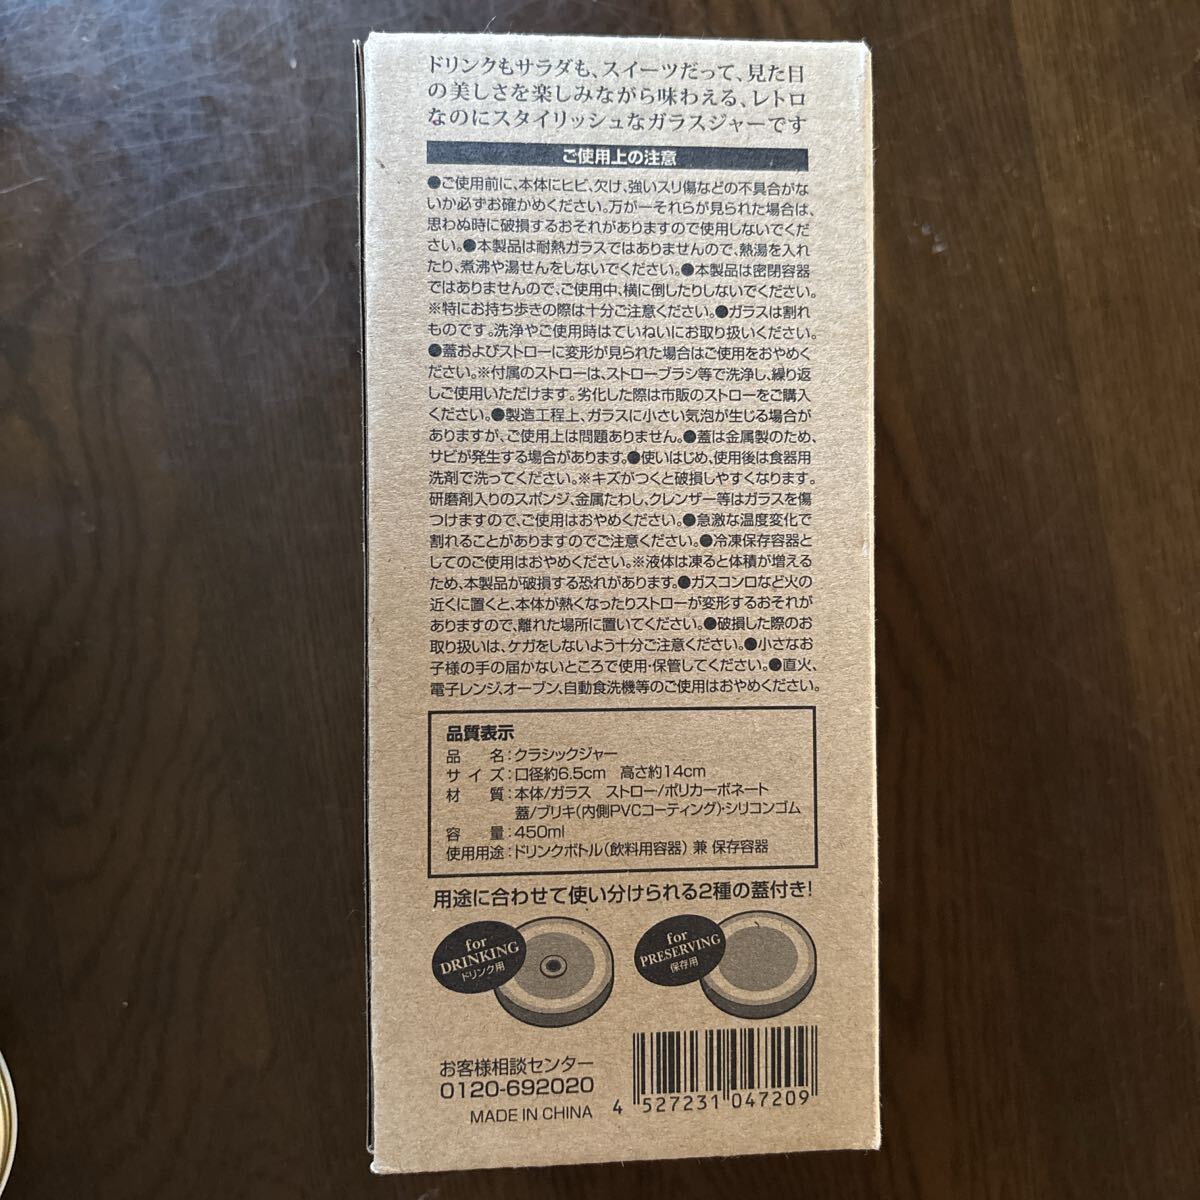 ドリンクもサラダも、スイーツだって、見た目
の美しさを楽しみながら味わえる、レトロ
なのにスタイリッシュなガラスジャーです
ご使用上の注意
●ご使用前に、本体にヒビ、欠け、強いスリ傷などの不具合がな
いか必ずお確かめください。万が一それらが見られた場合は、
思わぬ時に破損するおそれがありますので使用しないでくだ
さい。●本製品は耐熱ガラスではありませんので、熱湯を入れ
たり、煮沸や湯せんをしないでください。●本製品は密閉容器
ではありませんので、ご使用中、横に倒したりしないでください。
※特にお持ち歩きの際は十分ご注意ください。●ガラスは割れ
ものです。洗浄やご使用時はていねいにお取り扱いください。
●蓋およびストローに変形が見られた場合はご使用をおやめく
ださい。※付属のストローは、ストローブラシ等で洗浄し、繰り返
しご使用いただけます。劣化した際は市販のストローをご購入
ください。●製造工程上、ガラスに小さい気泡が生じる場合が
ありますが、ご使用上は問題ありません。●蓋は金属製のため、
サビが発生する場合があります。●使いはじめ、使用後は食器用
洗剤で洗ってください。※キズがつくと破損しやすくなります。
研磨剤入りのスポンジ、金属たわし、クレンザー等はガラスを傷
つけますので、ご使用はおやめください。●急激な温度変化で
割れることがありますのでご注意ください。●冷凍保存容器と
してのご使用はおやめください。※液体は凍ると体積が増える
ため、本製品が破損する恐れがあります。●ガスコンロなど火の
近くに置くと、本体が熱くなったりストローが変形するおそれが
ありますので、離れた場所に置いてください。●破損した際のお
取り扱いは、ケガをしないよう十分ご注意ください。●小さなお
子様の手の届かないところで使用・保管してください。●直火、
電子レンジ、オーブン、自動食洗機等のご使用はおやめください。
品質表示
品 名：クラシックジャー
サイズ：口径約6.5cm 高さ約14cm
材 質：本体/ガラス ストロー/ポリカーボネート
蓋/ブリキ(内側PVCコーティング)・シリコンゴム
容 量：450ml
使用用途：ドリンクボトル(飲料用容器) 兼 保存容器
用途に合わせて使い分けられる2種の蓋付き!
for
DRINKING
ドリンク用
for
PRESERVING
保存用
お客様相談センター
0120-692020
MADE IN CHINA
4 527231 047209